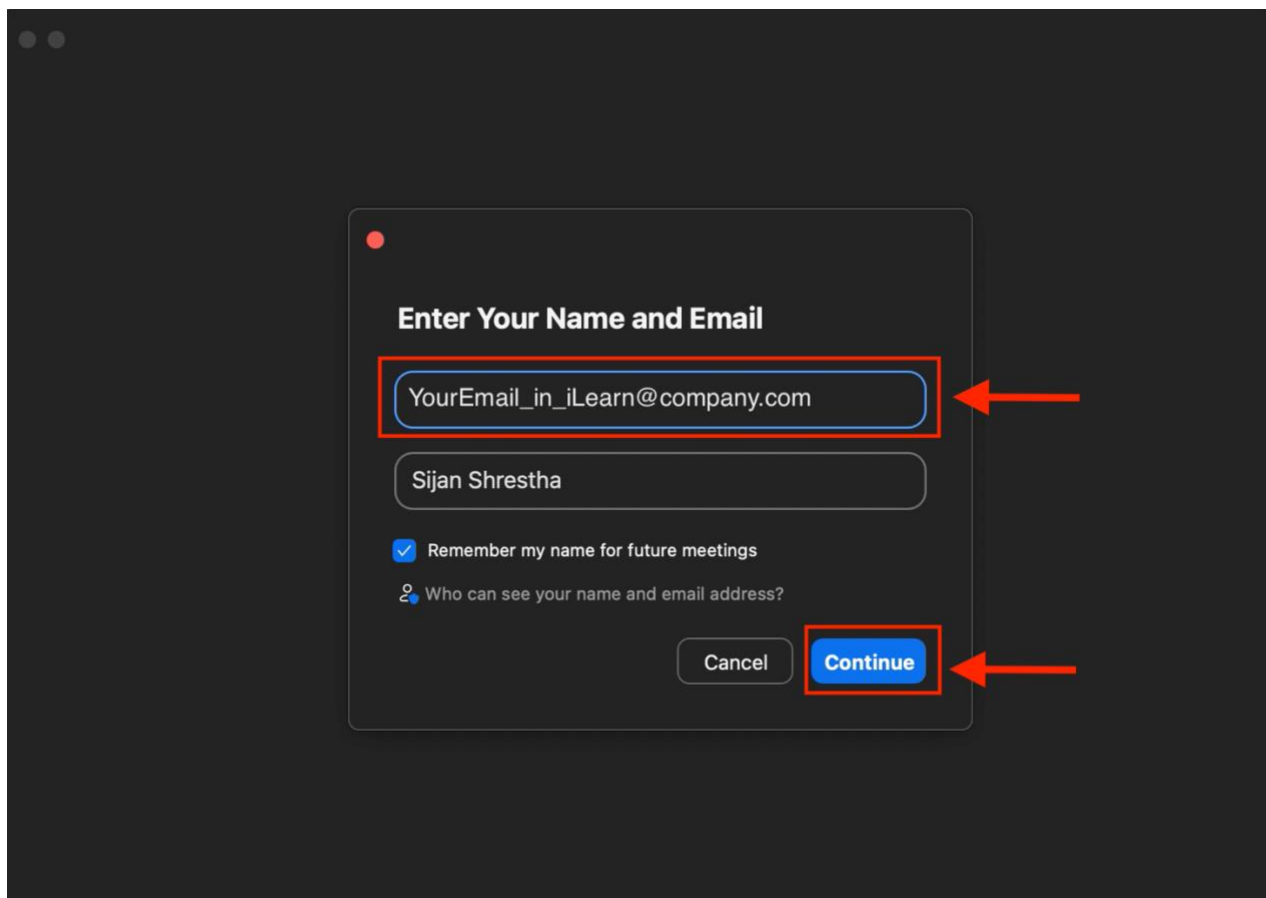 Enter Your Name and Email
YourEmail_in_iLearn@company.com
Sijan Shrestha
Remember my name for future meetings
Who can see your name and email address?
Cancel Continue